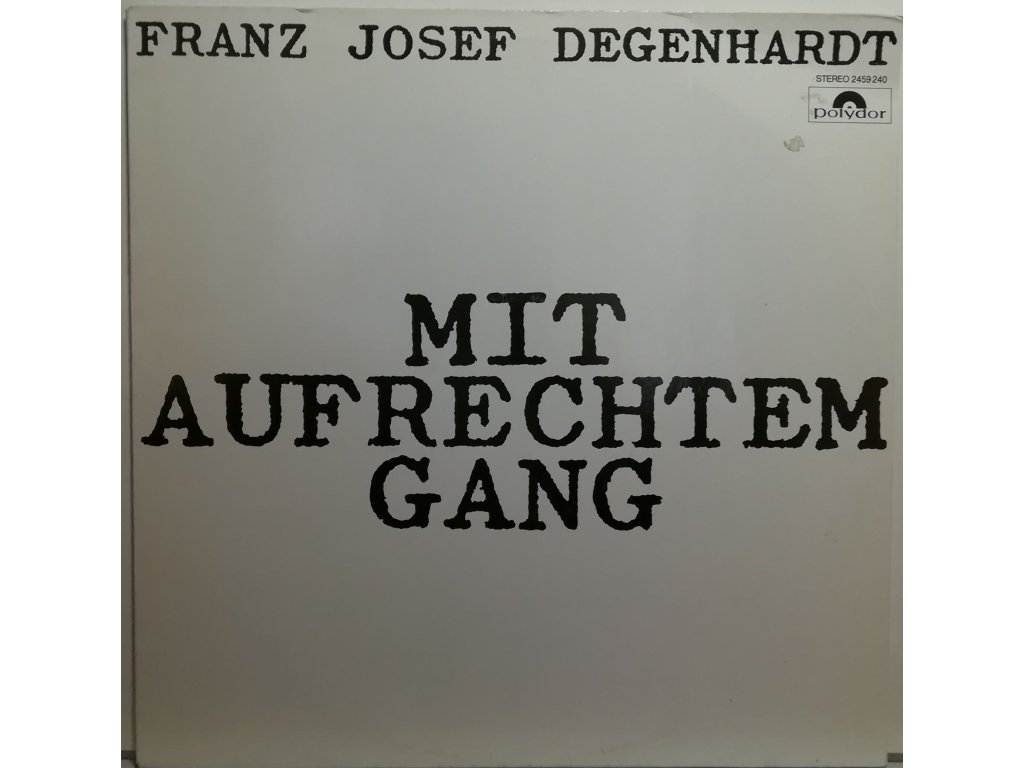 FRANZ JOSEF DEGENHARDT
STEREO 2459 240
polydor
MIT
AUFRECHTEM
GANG